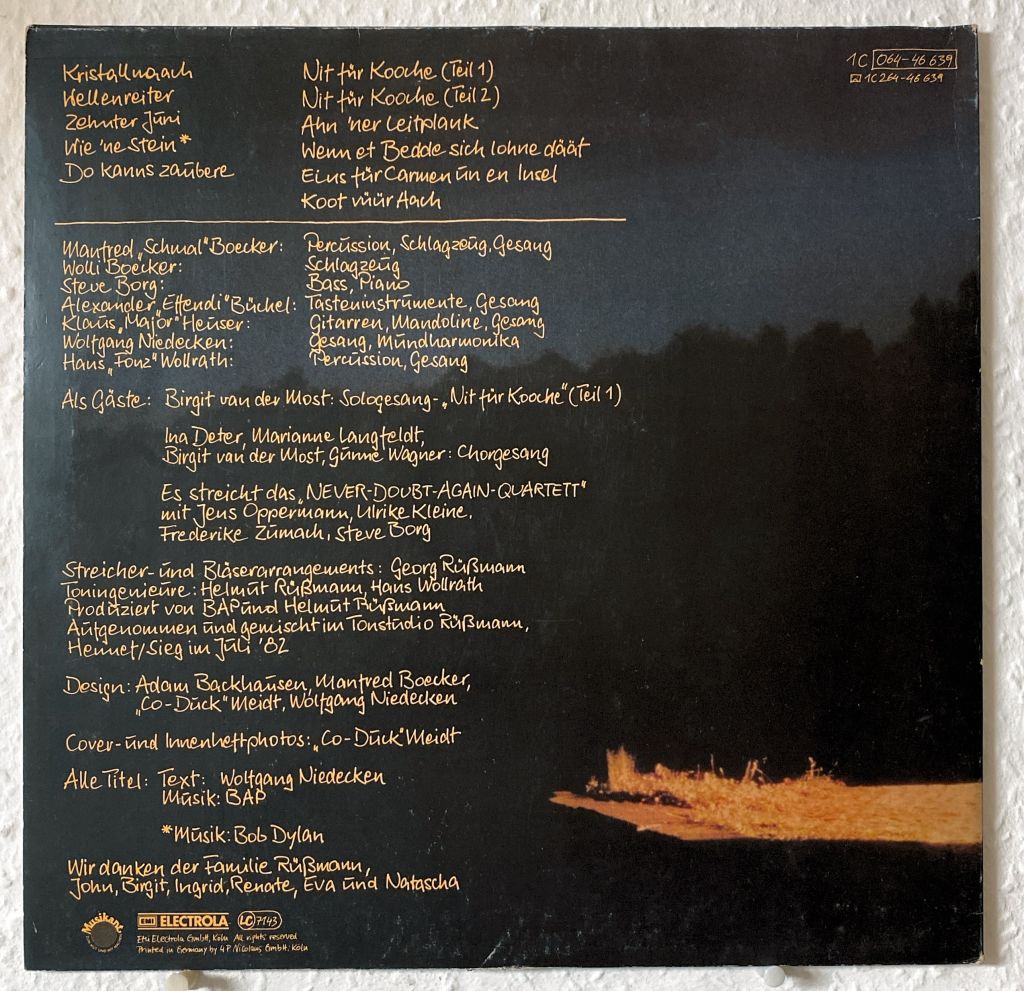 Kristallnaach
Wellenreiter
Zehnter Juni
Wie 'ne Stein*
Do kanns zaubere
Nit für Kooche (Teil 1)
Nit für Kooche (Teil 2)
Ahn 'ner Leitplank
Wenn et Bedde sich lohne däät
Eins für Carmen un en Insel
Koot vüür Aach
1C 064-46 639
1C 264-46 639
Manfred „Schmal" Boecker: Percussion, Schlagzeug, Gesang
Wolli Boecker: Schlagzeug
Steve Borg: Bass, Piano
Alexander „Effendi" Büchel: Tasteninstrumente, Gesang
Klaus „Major" Heuser: Gitarren, Mandoline, Gesang
Wolfgang Niedecken: Gesang, Mundharmonika
Hans „Fonz" Wollrath: Percussion, Gesang
Als Gäste: Birgit van der Most: Sologesang - „Nit für Kooche" (Teil 1)
Ina Deter, Marianne Langfeldt,
Birgit van der Most, Gunne Wagner: Chorgesang
Es streicht das „NEVER-DOUBT-AGAIN-QUARTETT"
mit Jens Oppermann, Ulrike Kleine,
Frederike Zumach, Steve Borg
Streicher- und Bläserarrangements: Georg Rüßmann
Toningenieure: Helmut Rüßmann, Hans Wollrath
Produziert von BAP und Helmut Rüßmann
Aufgenommen und gemischt im Tonstudio Rüßmann,
Hennef/Sieg im Juli '82
Design: Adam Backhausen, Manfred Boecker,
„Co-Duck" Meidt, Wolfgang Niedecken
Cover- und Innenheftphotos: „Co-Duck" Meidt
Alle Titel: Text: Wolfgang Niedecken
Musik: BAP
*Musik: Bob Dylan
Wir danken der Familie Rüßmann,
John, Birgit, Ingrid, Renate, Eva und Natascha
Musikant
EMI ELECTROLA LC 7143
EMI Electrola GmbH, Köln All rights reserved
Printed in Germany by 4P Nicolaus GmbH, Köln